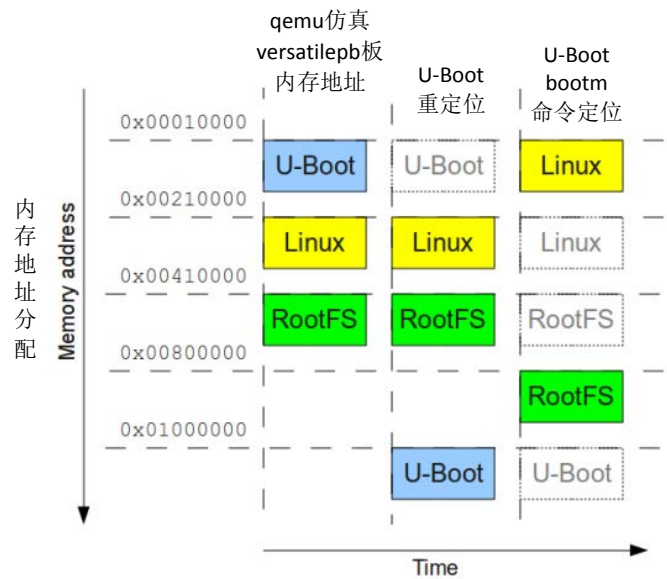 qemu仿真
versatilepb板
内存地址
U-Boot
重定位
U-Boot
bootm
命令定位
0x00010000
U-Boot
U-Boot
Linux
0x00210000
Linux
Linux
Linux
0x00410000
RootFS
RootFS
RootFS
0x00800000
RootFS
0x01000000
U-Boot
U-Boot
内存地址分配
Memory address
Time